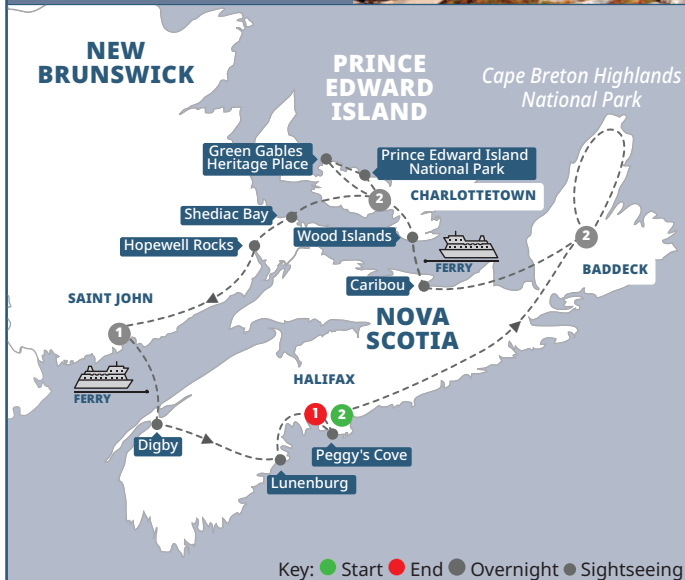 NEW
BRUNSWICK
PRINCE
EDWARD
ISLAND
Cape Breton Highlands
National Park
Green Gables
Heritage Place
Prince Edward Island
National Park
2
CHARLOTTETOWN
Shediac Bay
Hopewell Rocks
Wood Islands
FERRY
2
BADDECK
Caribou
SAINT JOHN
1
NOVA
SCOTIA
FERRY
HALIFAX
1
2
Digby
Peggy's Cove
Lunenburg
Key: Start End Overnight Sightseeing